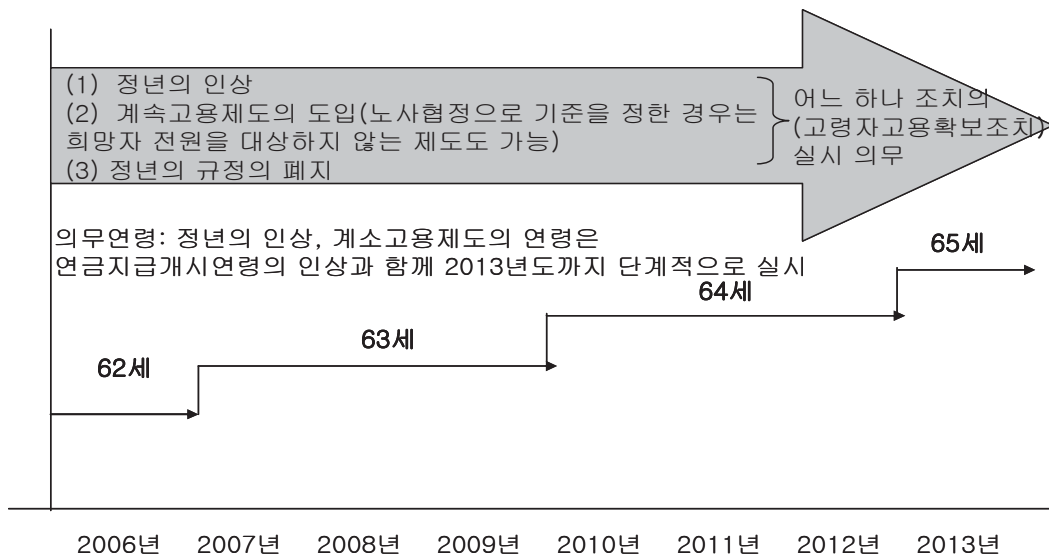 (1) 정년의 인상
(2) 계속고용제도의 도입(노사협정으로 기준을 정한 경우는
희망자 전원을 대상하지 않는 제도도 가능)
(3) 정년의 규정의 폐지
어느 하나 조치의
(고령자고용확보조치)
실시 의무
의무연령: 정년의 인상, 계소고용제도의 연령은
연금지급개시연령의 인상과 함께 2013년도까지 단계적으로 실시
65세
64세
63세
62세
2006년 2007년 2008년 2009년 2010년 2011년 2012년 2013년